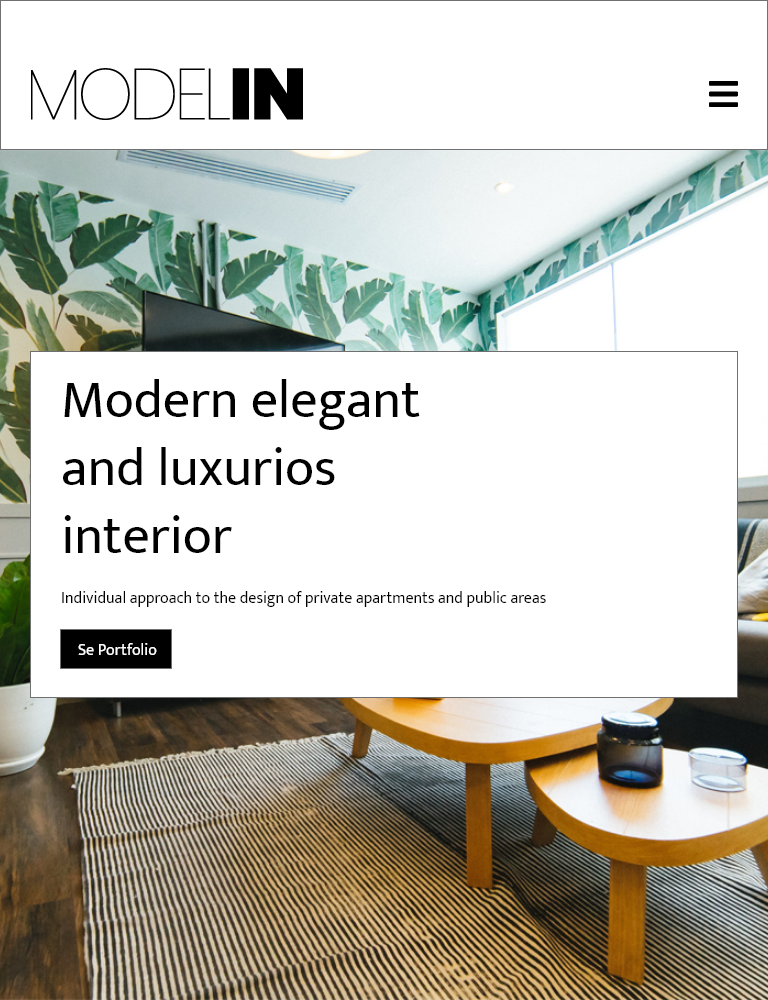 MODELIN
Modern elegant
and luxurios
interior
Individual approach to the design of private apartments and public areas
Se Portfolio